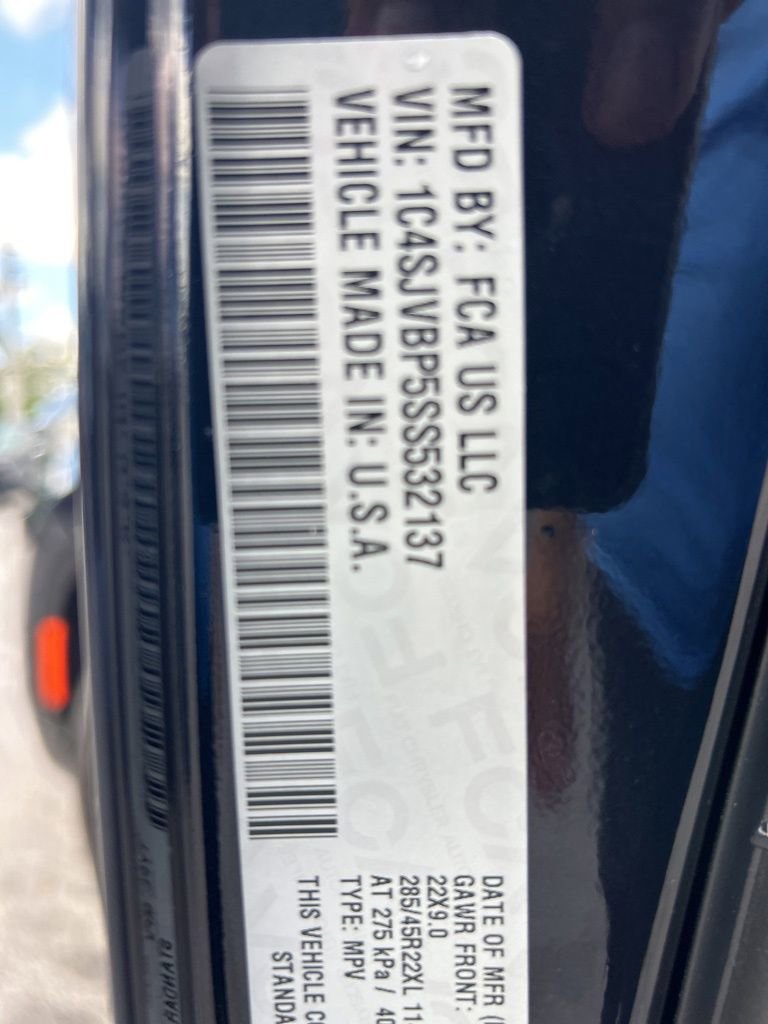 MFD BY: FCA US LLC
VIN: 1C4SJVBP5SS532137
VEHICLE MADE IN: U.S.A.
DATE OF MFR
GAWR FRONT:
22X9.0
285/45R22XL
AT 275 kPa / 40
TYPE: MPV
THIS VEHICLE